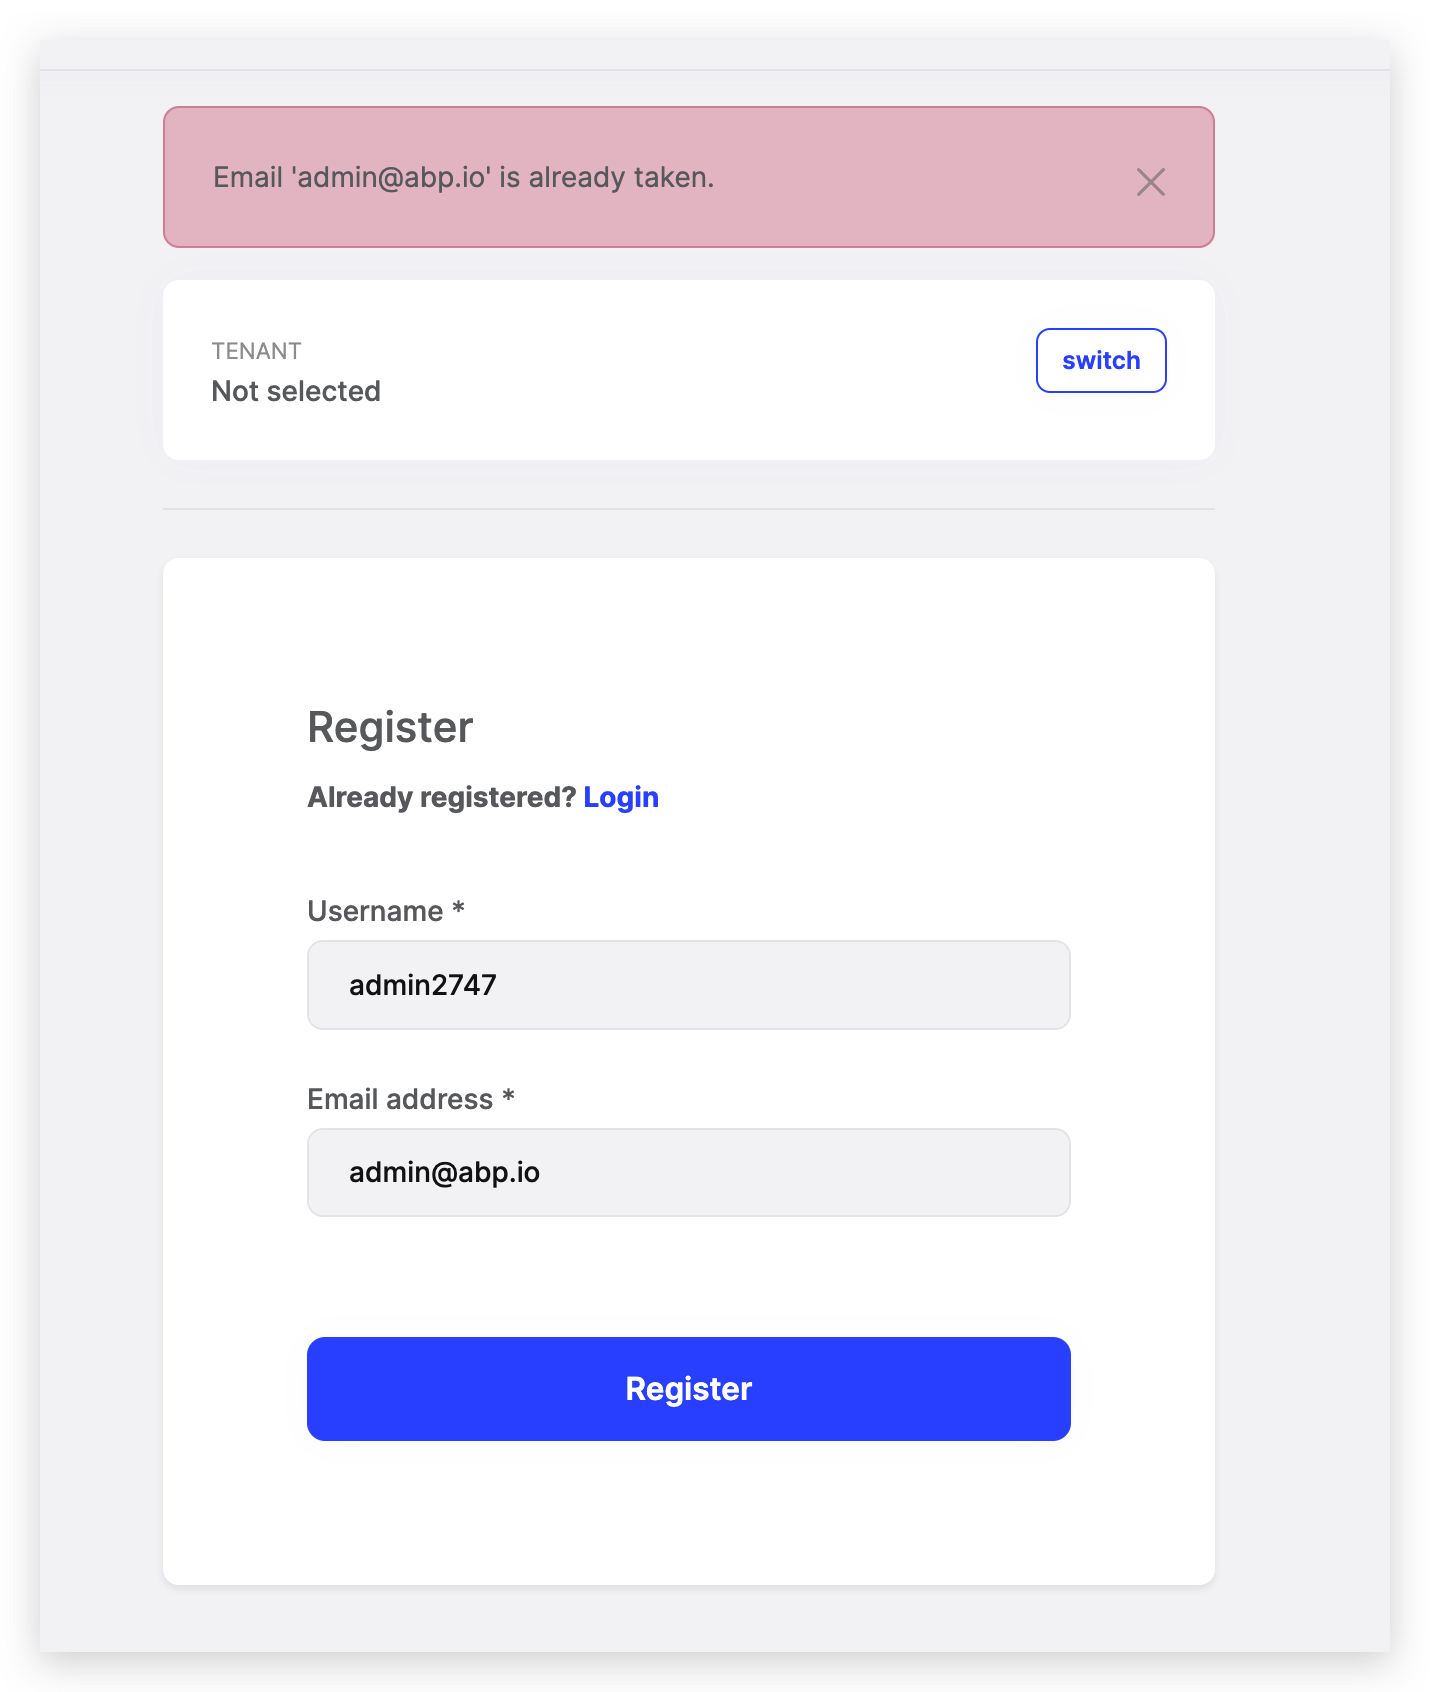 Email 'admin@abp.io' is already taken.
TENANT
Not selected
switch
Register
Already registered? Login
Username *
admin2747
Email address *
admin@abp.io
Register